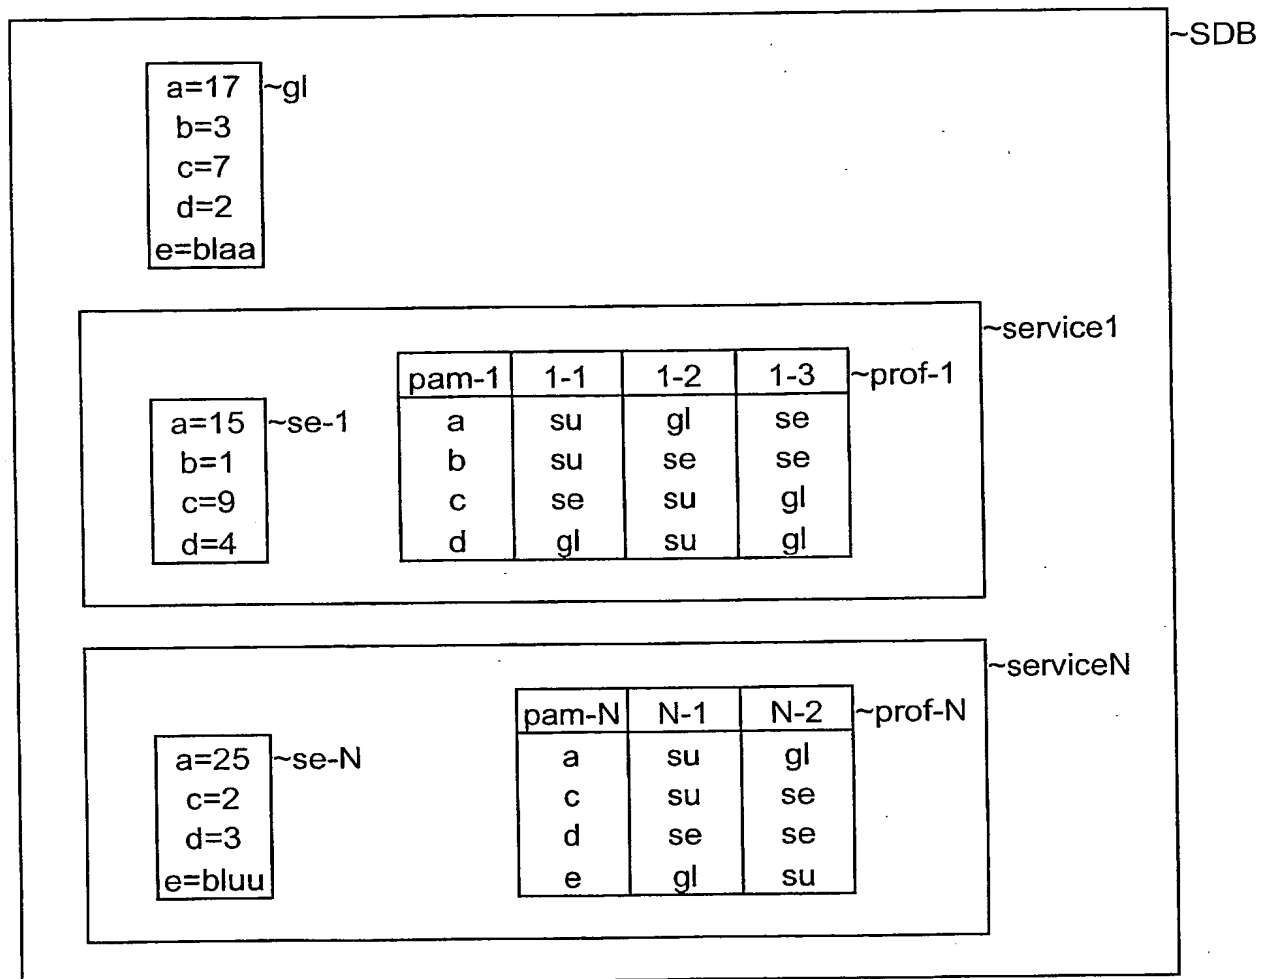 ~SDB
a=17 ~gl
b=3
c=7
d=2
e=blaa
~service1
pam-1 1-1 1-2 1-3 ~prof-1
a su gl se
b su se se
c se su gl
d gl su gl
a=15 ~se-1
b=1
c=9
d=4
~serviceN
pam-N N-1 N-2 ~prof-N
a su gl
c su se
d se se
e gl su
a=25 ~se-N
c=2
d=3
e=bluu